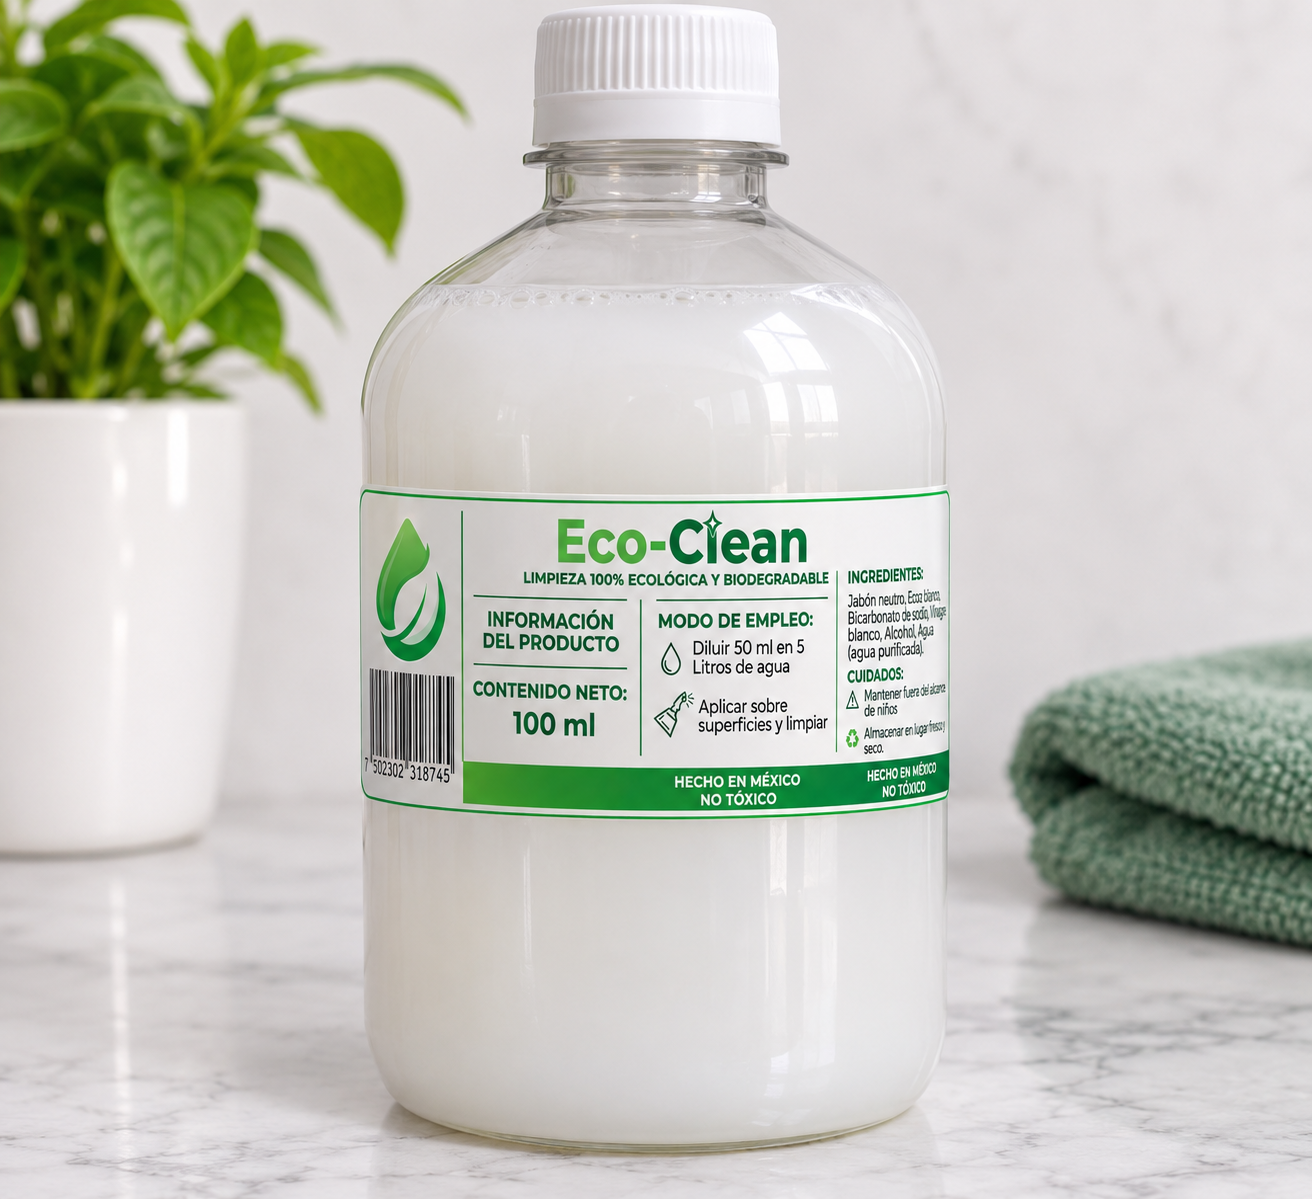 Eco-Clean
LIMPIEZA 100% ECOLÓGICA Y BIODEGRADABLE
INFORMACIÓN
DEL PRODUCTO
CONTENIDO NETO:
100 ml
MODO DE EMPLEO:
Diluir 50 ml en 5
Litros de agua
Aplicar sobre
superficies y limpiar
INGREDIENTES:
Jabón neutro,
Bicarbonato de sodio,
blanco, Alcohol, Agua
(agua purificada).
CUIDADOS:
Mantener fuera del alcance
de niños
Almacenar en lugar fresco y
seco.
7 502302 318745
HECHO EN MÉXICO
NO TÓXICO
HECHO EN MÉXICO
NO TÓXICO